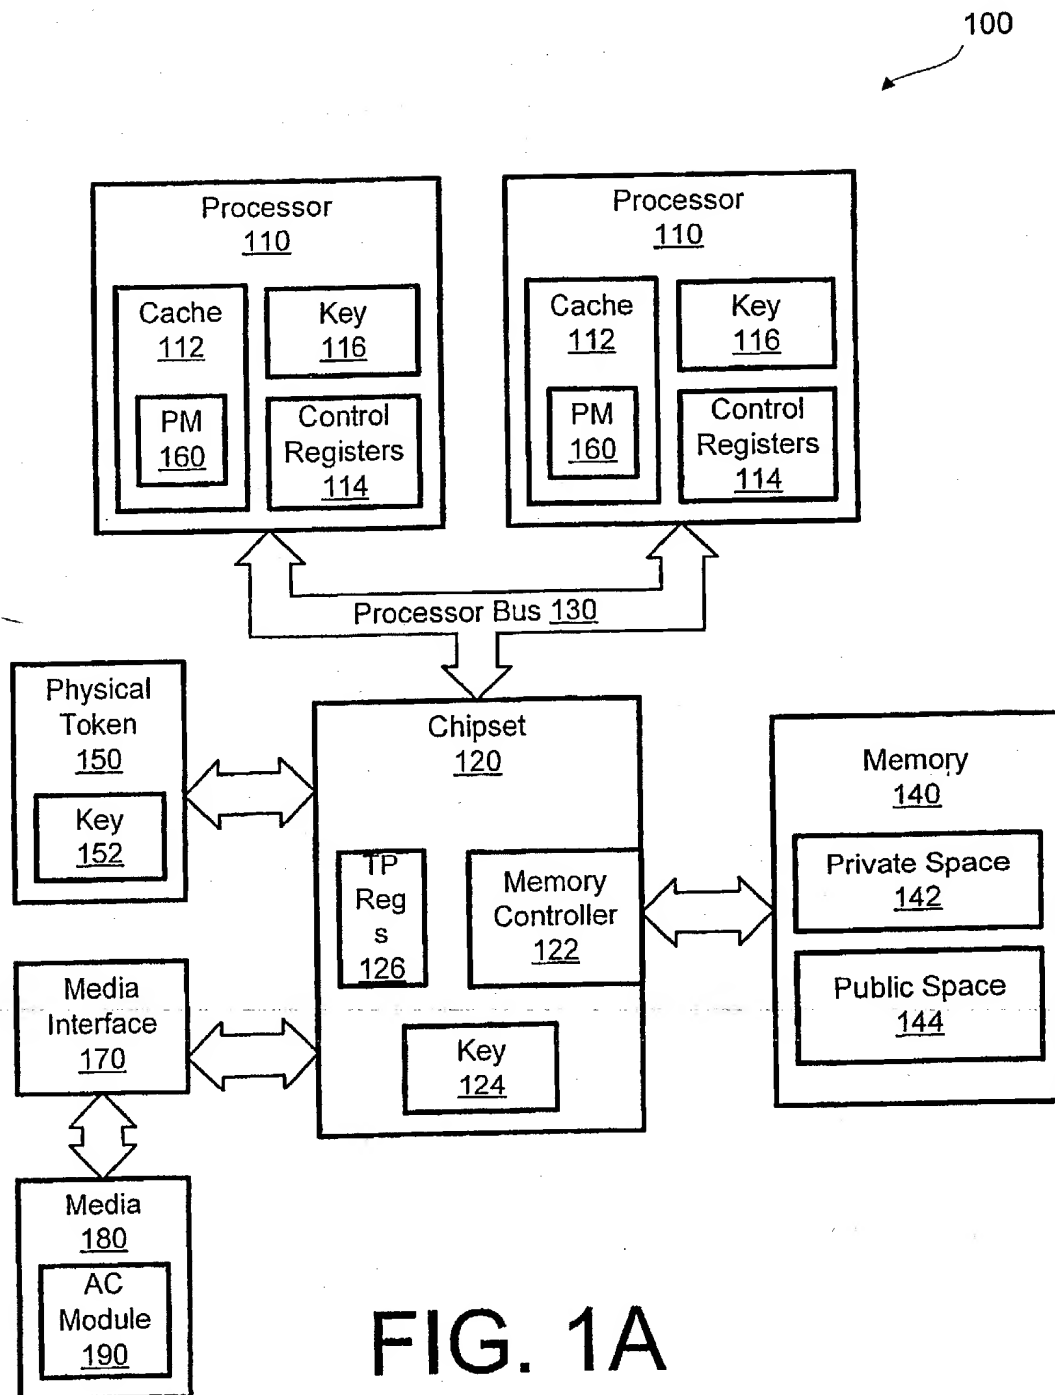 100
Processor
110
Cache
112
PM
160
Key
116
Control
Registers
114
Processor
110
Cache
112
PM
160
Key
116
Control
Registers
114
Processor Bus 130
Physical
Token
150
Key
152
Chipset
120
TP
Reg
s
126
Memory
Controller
122
Key
124
Memory
140
Private Space
142
Public Space
144
Media
Interface
170
Media
180
AC
Module
190
FIG. 1A